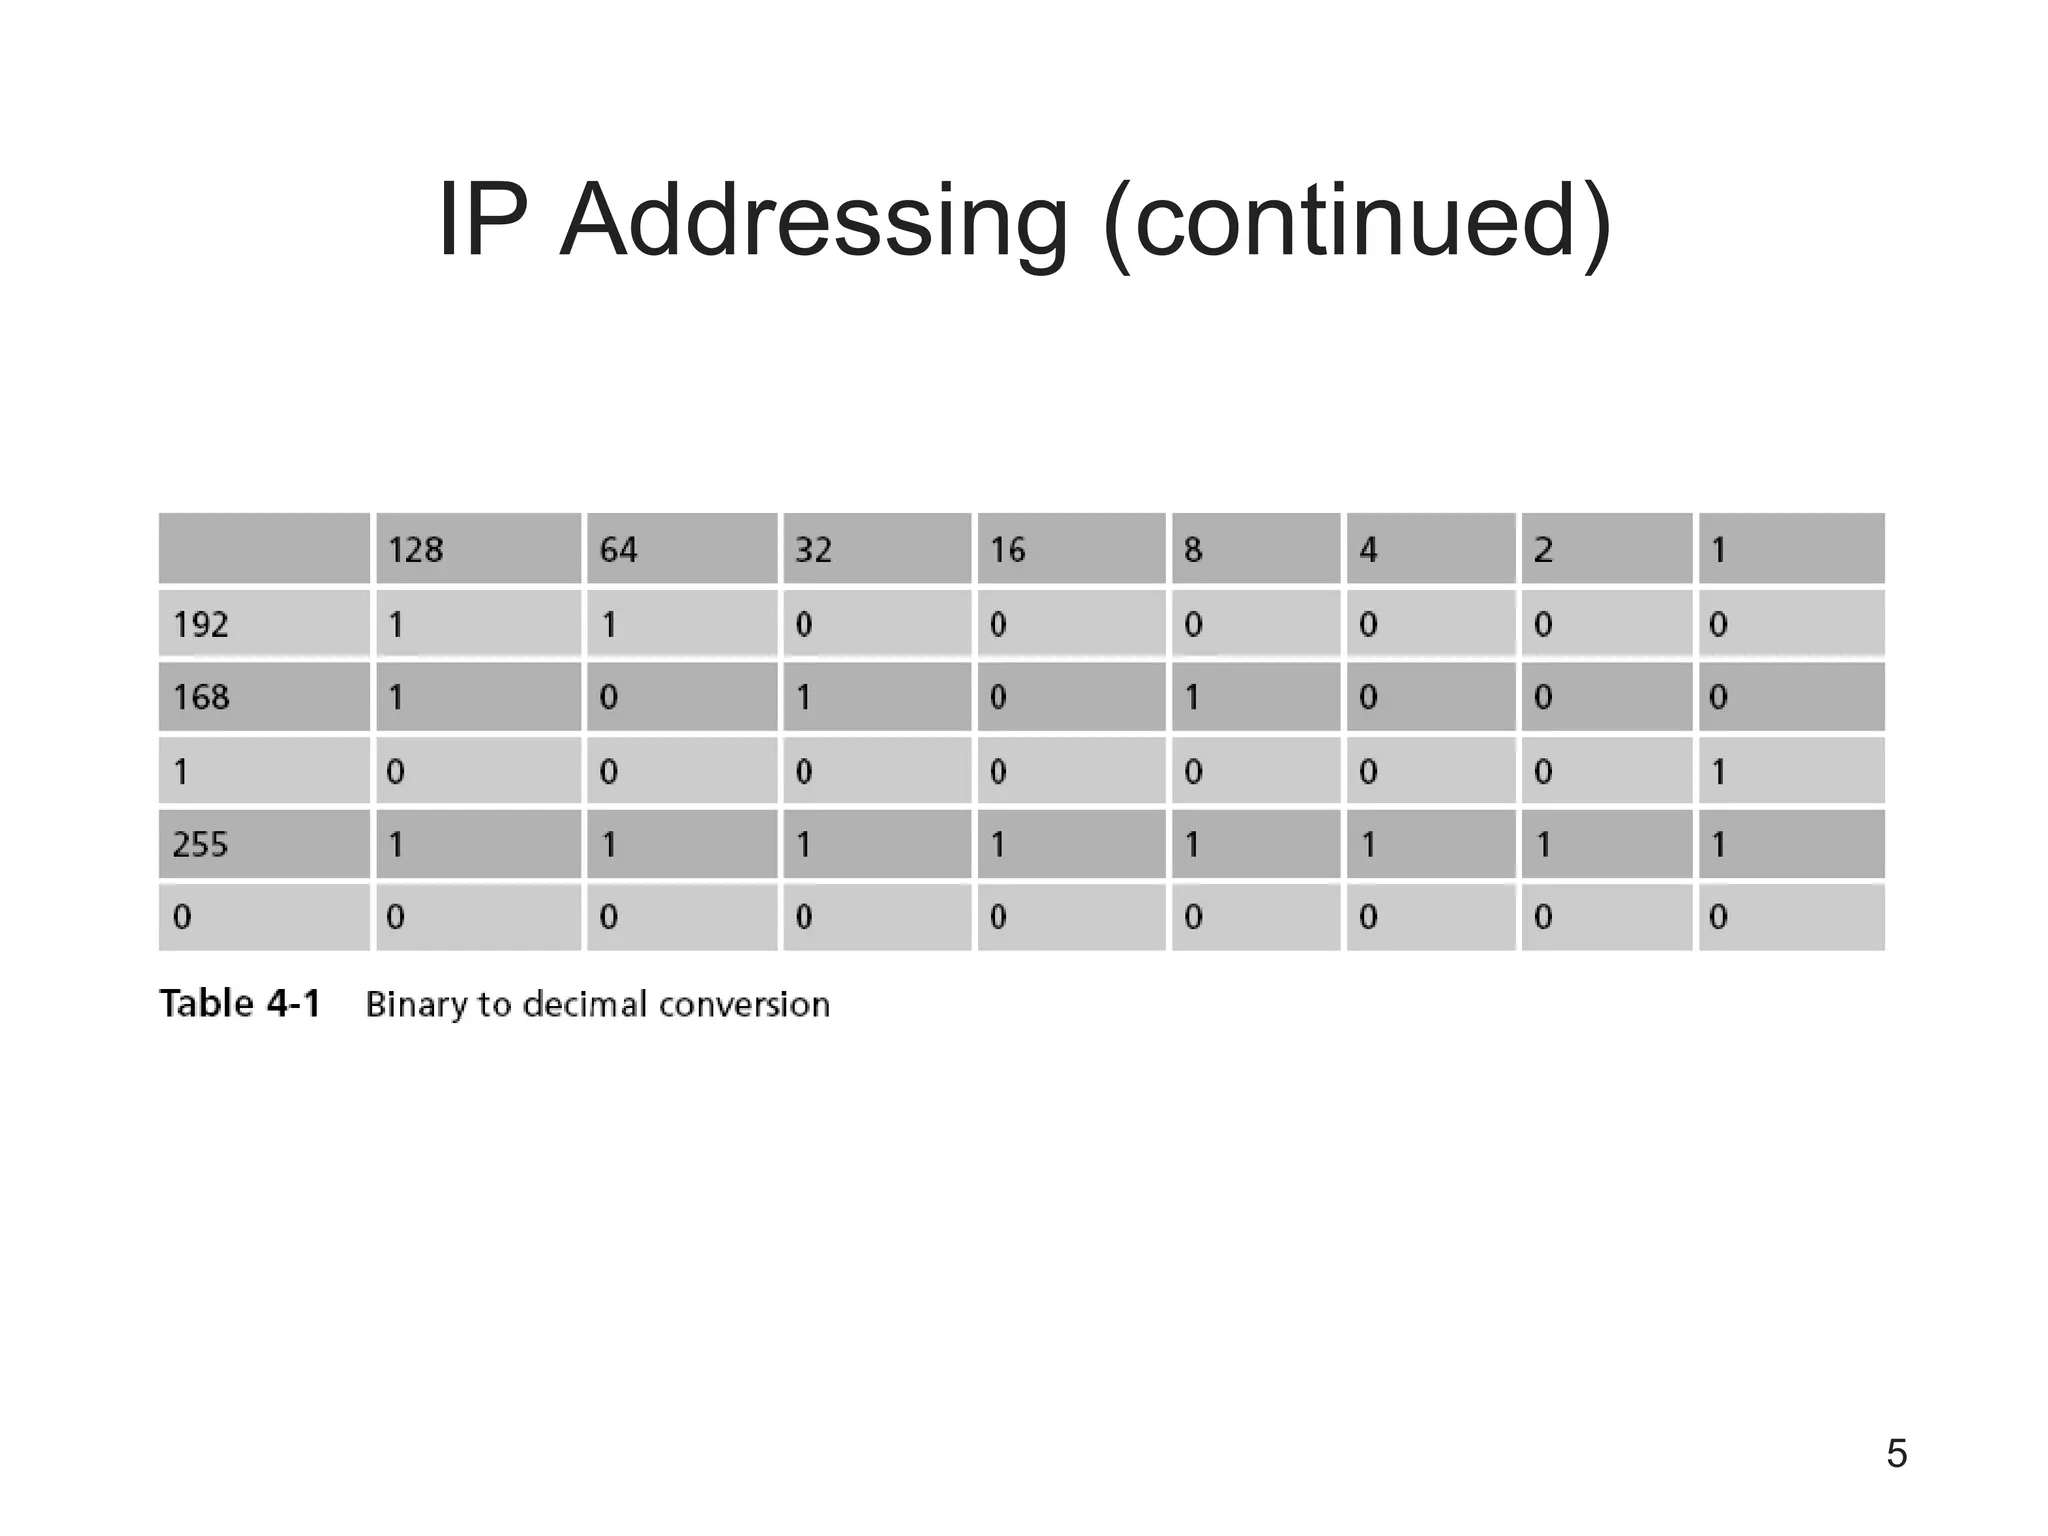 IP Addressing (continued)
128 64 32 16 8 4 2 1
192 1 1 0 0 0 0 0 0
168 1 0 1 0 1 0 0 0
1 0 0 0 0 0 0 0 1
255 1 1 1 1 1 1 1 1
0 0 0 0 0 0 0 0 0
Table 4-1 Binary to decimal conversion
5